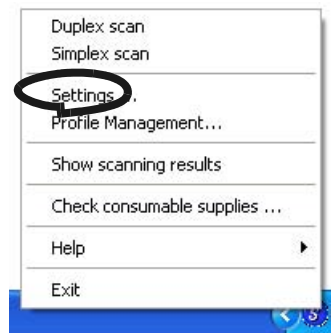 Duplex scan
Simplex scan
Settings ...
Profile Management...
Show scanning results
Check consumable supplies ...
Help
Exit
S